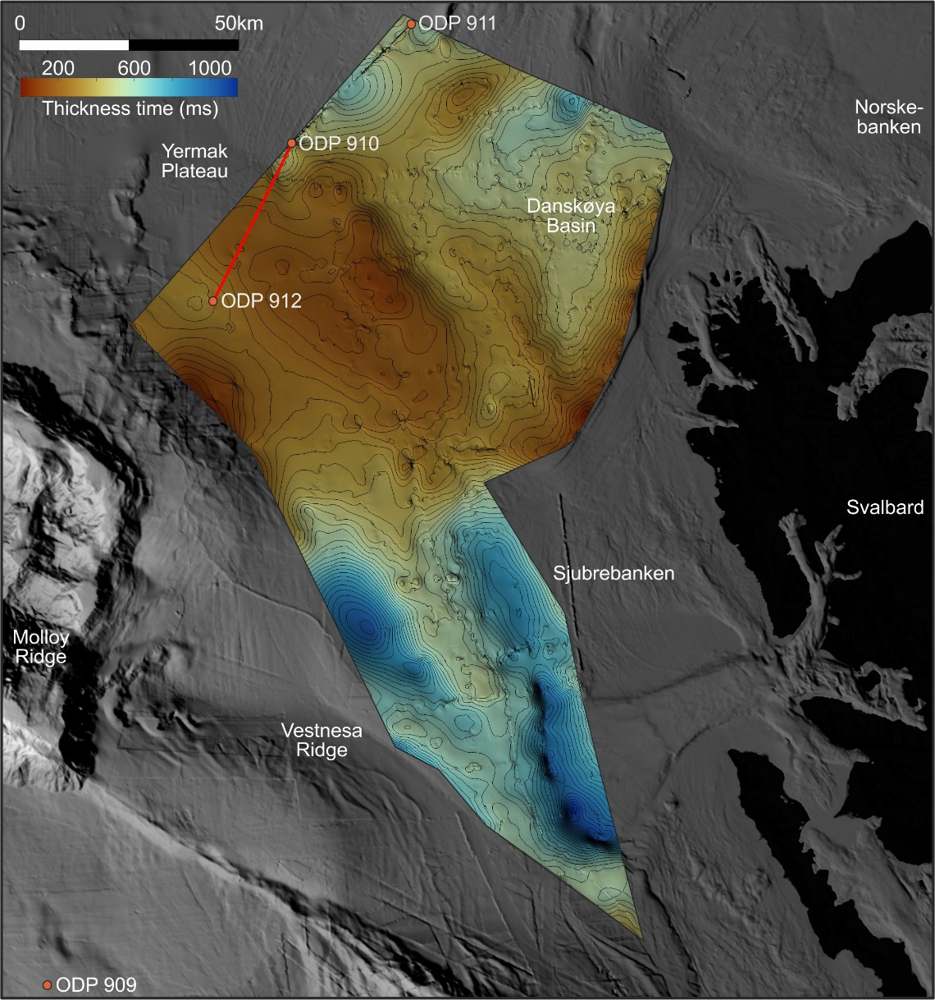 0 50km
200 600 1000
Thickness time (ms)
ODP 911
Norske-
banken
ODP 910
Yermak
Plateau
Danskøya
Basin
ODP 912
Svalbard
Sjubrebanken
Molloy
Ridge
Vestnesa
Ridge
ODP 909